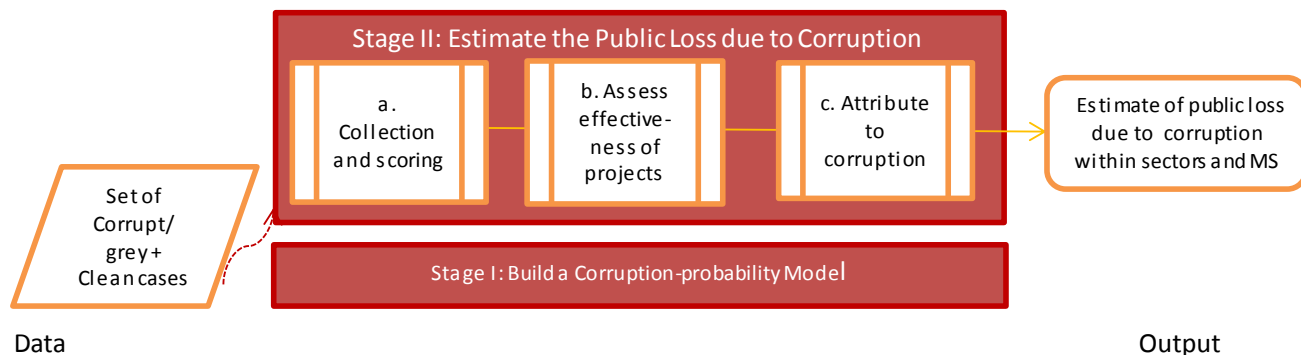 Stage II: Estimate the Public Loss due to Corruption
a.
Collection
and scoring
b. Assess
effective-
ness of
projects
c. Attribute
to
corruption
Estimate of public loss
due to corruption
within sectors and MS
Set of
Corrupt/
grey +
Clean cases
Stage I: Build a Corruption-probability Model
Data
Output